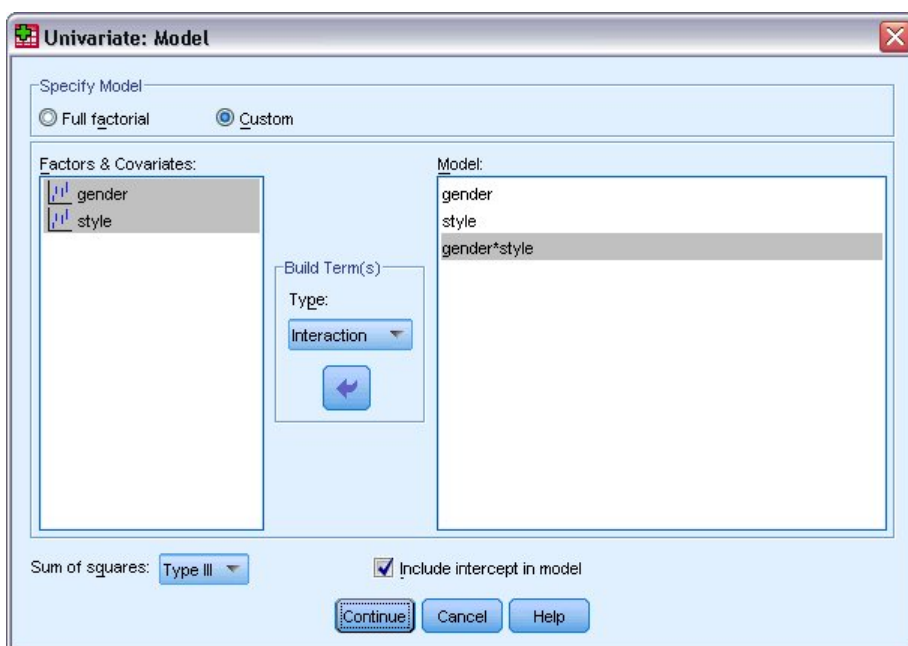 Univariate: Model
Specify Model
Full factorial
Custom
Factors & Covariates:
gender
style
Build Term(s)
Type:
Interaction
Model:
gender
style
gender*style
Sum of squares: Type III
Include intercept in model
Continue Cancel Help